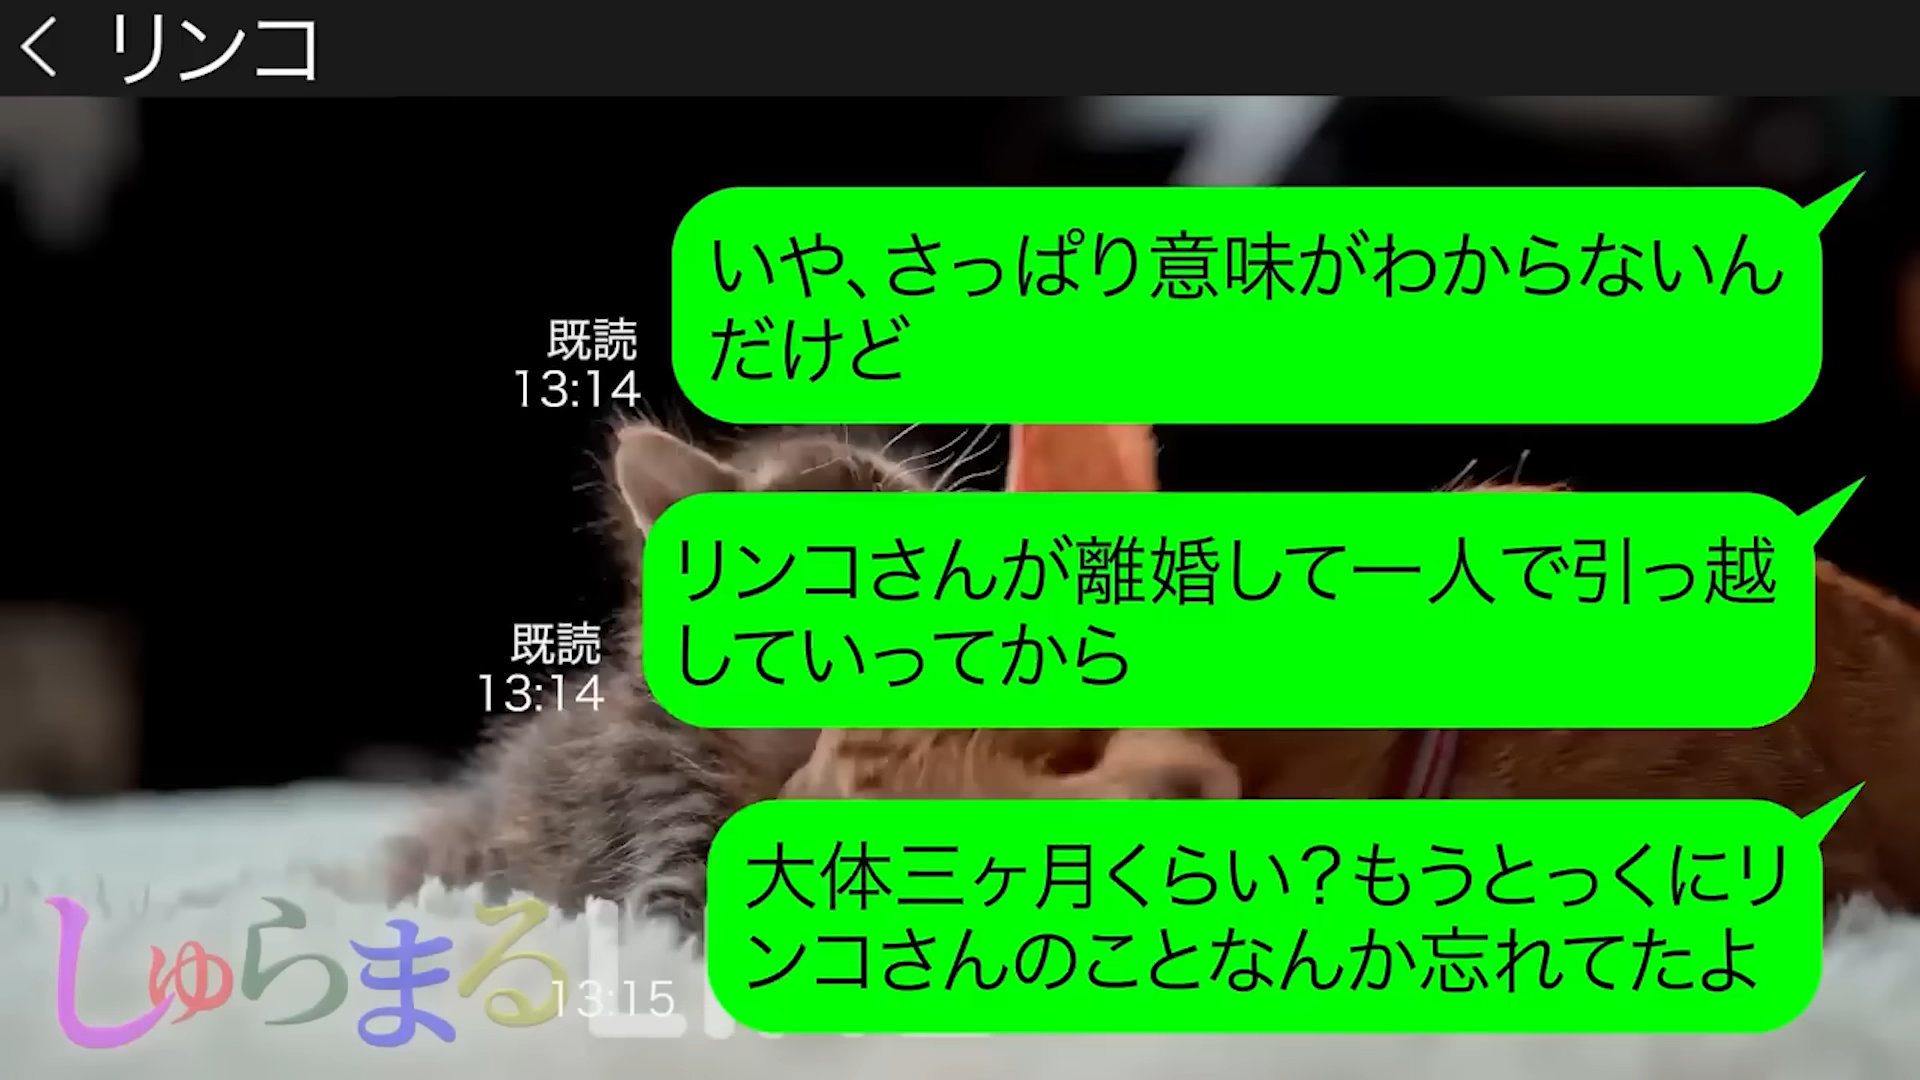 リンコ
いや、さっぱり意味がわからないん
だけど
既読
13:14
リンコさんが離婚して一人で引っ越
していってから
既読
13:14
大体三ヶ月くらい？もうとっくにリ
ンコさんのことなんか忘れてたよ
13:15
しゅらまる